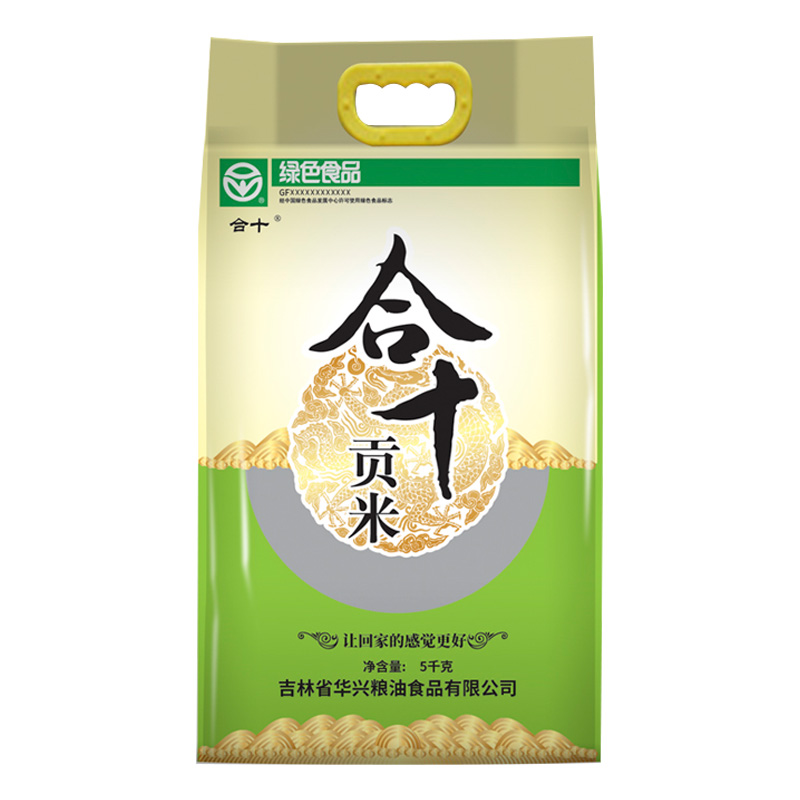 绿色食品
GFXXXXXXXXXXXX
经中国绿色食品发展中心许可使用绿色食品标志
合十®
合十
贡米
让回家的感觉更好
净含量: 5千克
吉林省华兴粮油食品有限公司